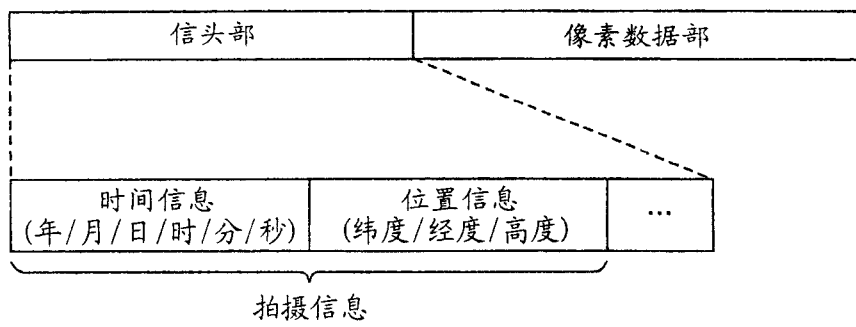 信头部
像素数据部
时间信息
(年/月/日/时/分/秒)
位置信息
(纬度/经度/高度)
...
拍摄信息